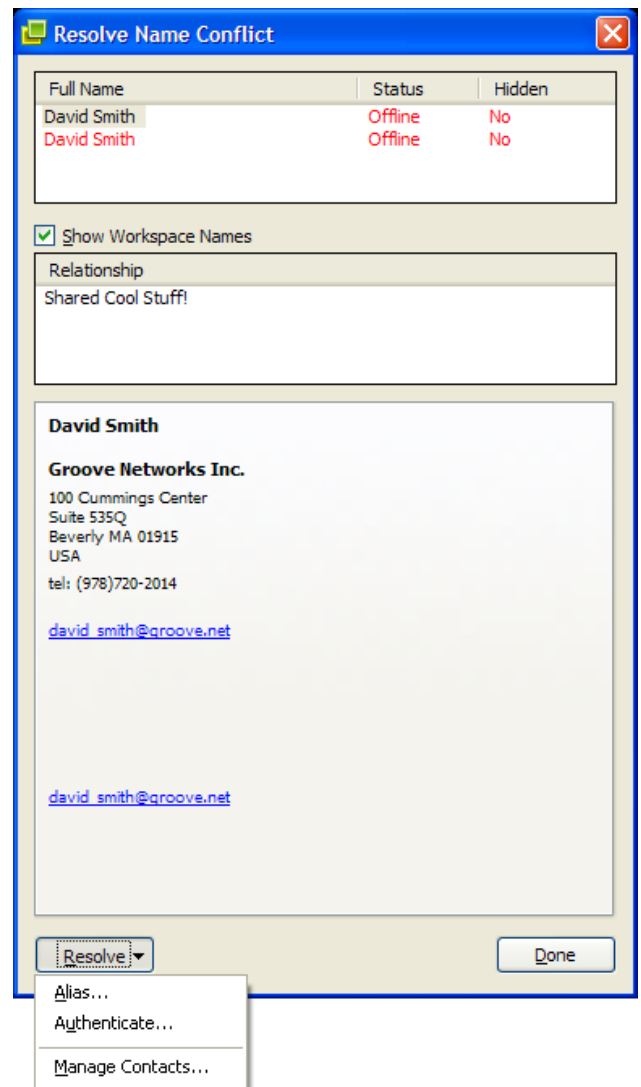 Resolve Name Conflict
Full Name Status Hidden
David Smith Offline No
David Smith Offline No
Show Workspace Names
Relationship
Shared Cool Stuff!
David Smith
Groove Networks Inc.
100 Cummings Center
Suite 535Q
Beverly MA 01915
USA
tel: (978)720-2014
david_smith@groove.net
david_smith@groove.net
Resolve Done
Alias...
Authenticate...
Manage Contacts...